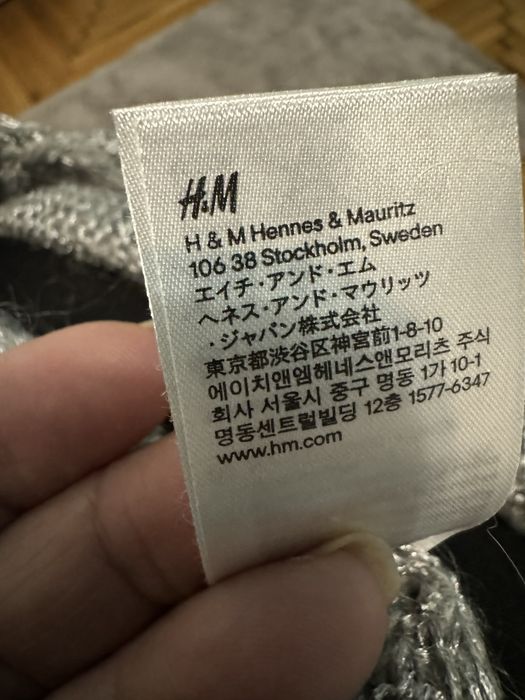 H&M
H & M Hennes & Mauritz
106 38 Stockholm, Sweden
エイチ・アンド・エム
ヘネス・アンド・マウリッツ
・ジャパン株式会社
東京都渋谷区神宮前1-8-10
에이치앤엠헤네스앤모리츠 주식
회사 서울시 중구 명동 1가 10-1
명동센트럴빌딩 12층 1577-6347
www.hm.com